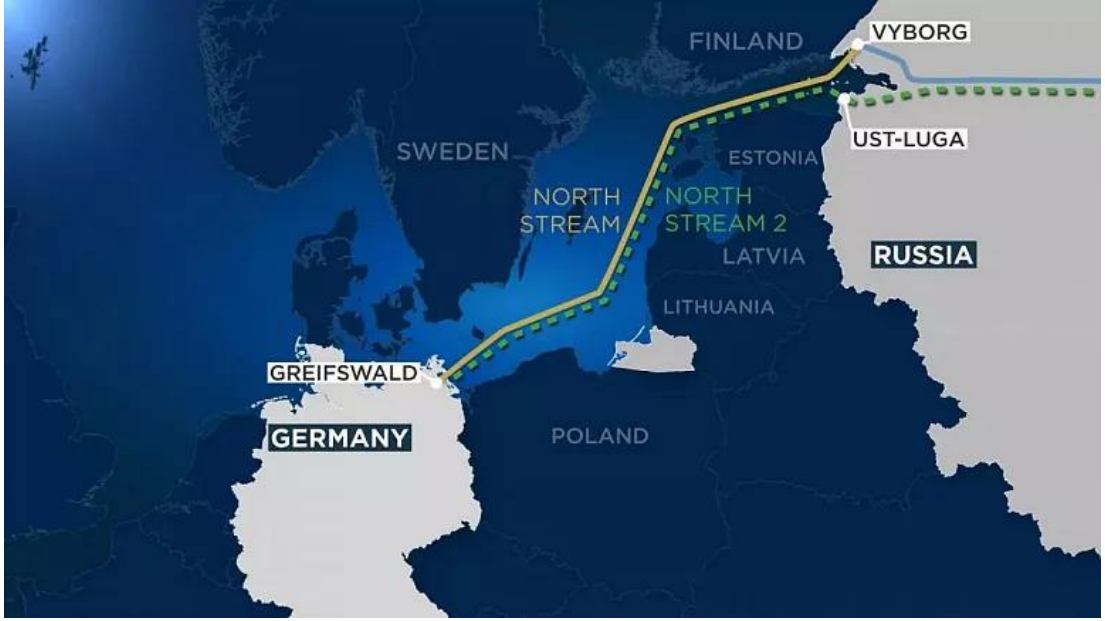 FINLAND
VYBORG
UST-LUGA
SWEDEN
ESTONIA
NORTH
STREAM
NORTH
STREAM 2
LATVIA
RUSSIA
LITHUANIA
GREIFSWALD
GERMANY
POLAND